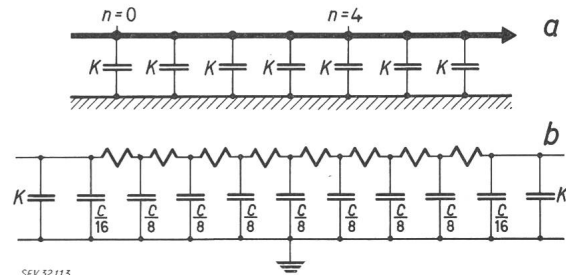 n=0 n=4
a
K K K K K K K
b
K C/16 C/8 C/8 C/8 C/8 C/8 C/8 C/8 C/16 K
SEV 32113